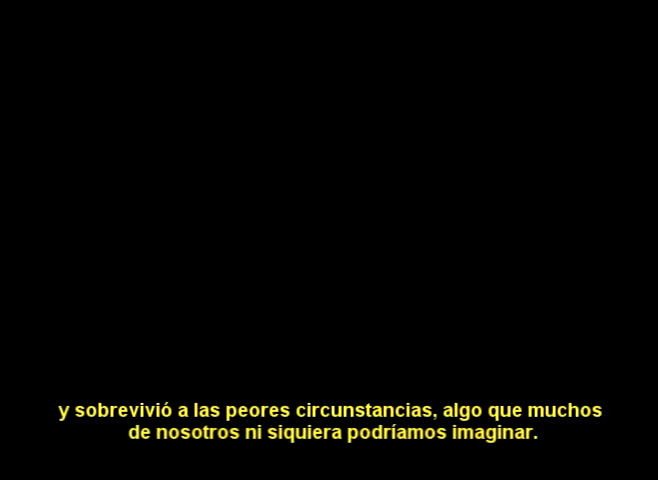 y sobrevivió a las peores circunstancias, algo que muchos
de nosotros ni siquiera podríamos imaginar.